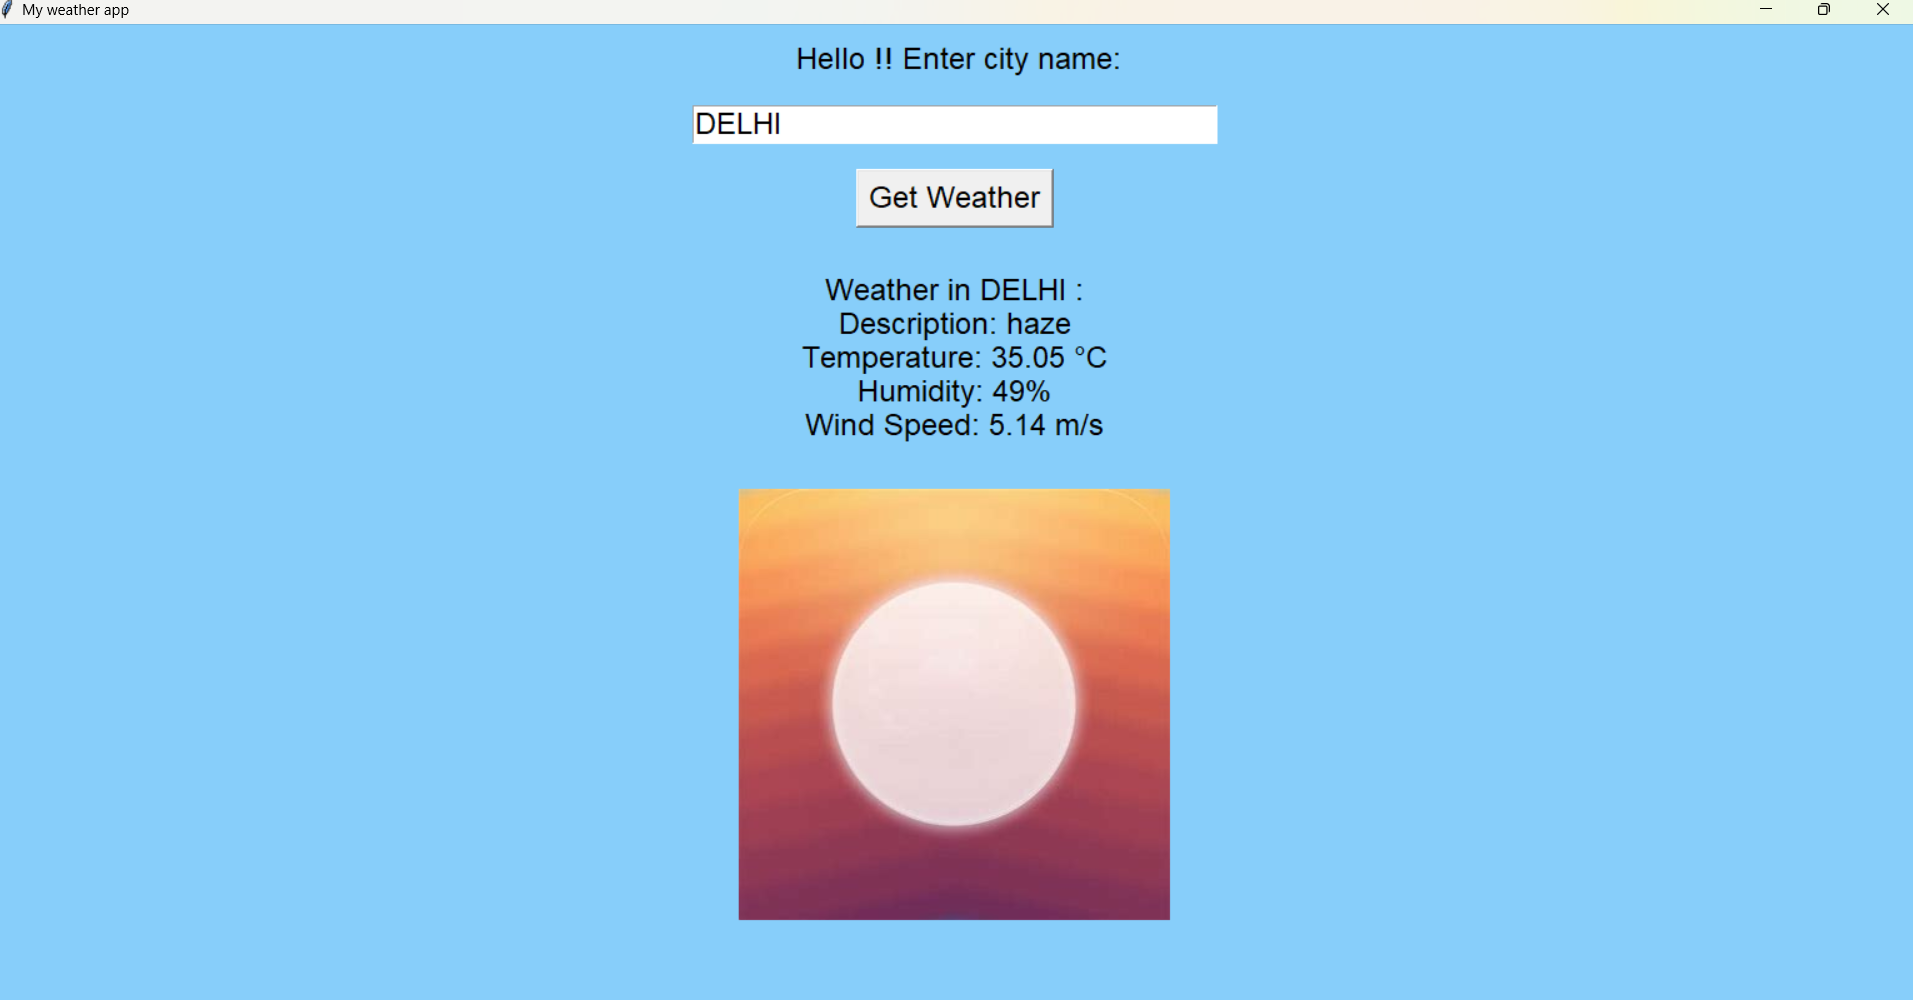 My weather app
Hello !! Enter city name:
DELHI
Get Weather
Weather in DELHI :
Description: haze
Temperature: 35.05 °C
Humidity: 49%
Wind Speed: 5.14 m/s